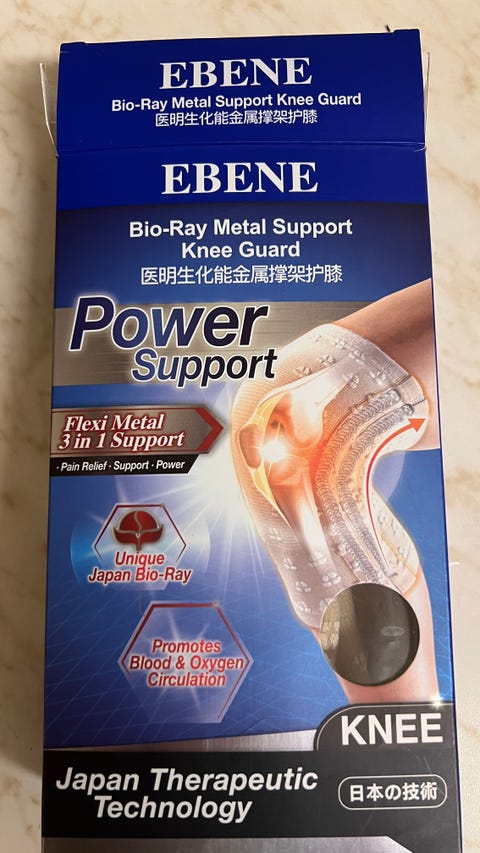 EBENE
Bio-Ray Metal Support Knee Guard
医明生化能金属撑架护膝
EBENE
Bio-Ray Metal Support
Knee Guard
医明生化能金属撑架护膝
Power
Support
Flexi Metal
3 in 1 Support
· Pain Relief · Support · Power
Unique
Japan Bio-Ray
Promotes
Blood & Oxygen
Circulation
KNEE
Japan Therapeutic
Technology
日本の技術